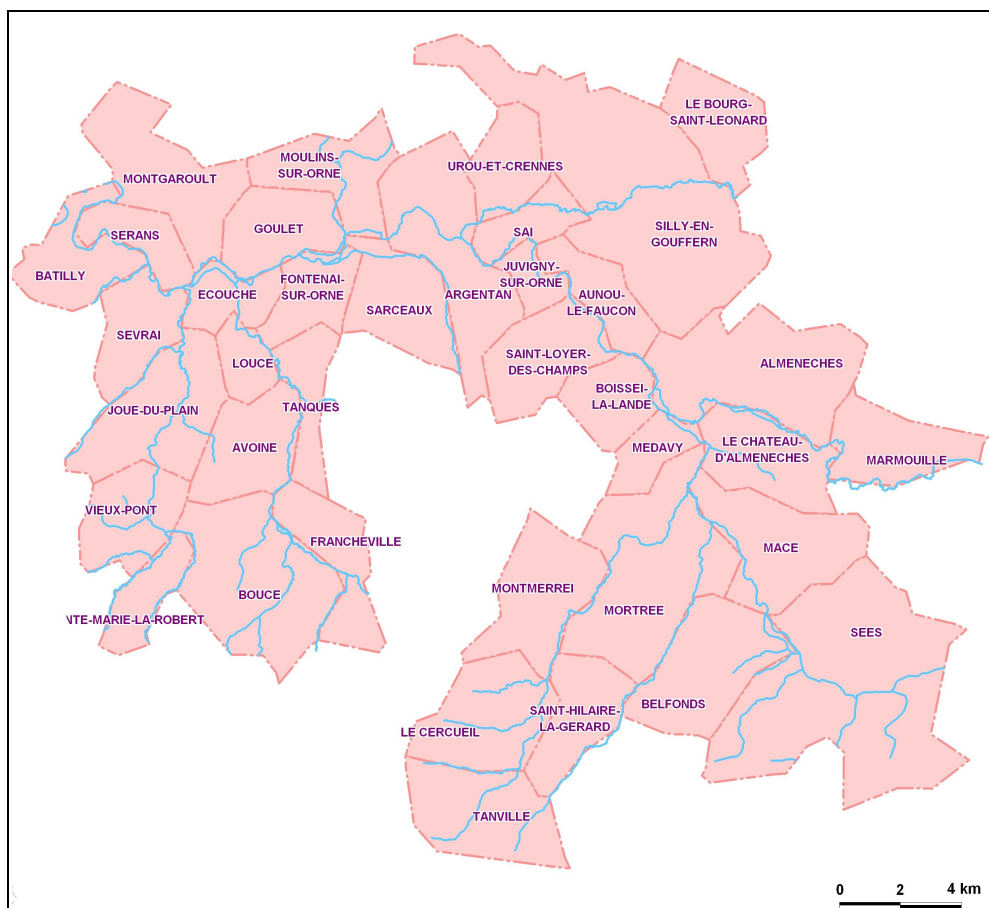 LE BOURG-
SAINT-LEONARD
MOULINS-
SUR-ORNE
UROU-ET-CRENNES
MONTGAROULT
GOULET
SERANS
SAI
SILLY-EN-
GOUFFERN
BATILLY
JUVIGNY-
SUR-ORNE
ECOUCHE
FONTENAI-
SUR-ORNE
ARGENTAN
AUNOU-
LE-FAUCON
SARCEAUX
SEVRAI
LOUCE
SAINT-LOYER-
DES-CHAMPS
ALMENECHES
BOISSEI-
LA-LANDE
JOUE-DU-PLAIN
TANQUES
AVOINE
MEDAVY
LE CHATEAU-
D'ALMENECHES
MARMOUILLE
VIEUX-PONT
FRANCHEVILLE
MACE
MONTMERREI
BOUCE
MORTREE
NTE-MARIE-LA-ROBERT
SEES
BELFONDS
SAINT-HILAIRE-
LA-GERARD
LE CERCUEIL
TANVILLE
0 2 4 km